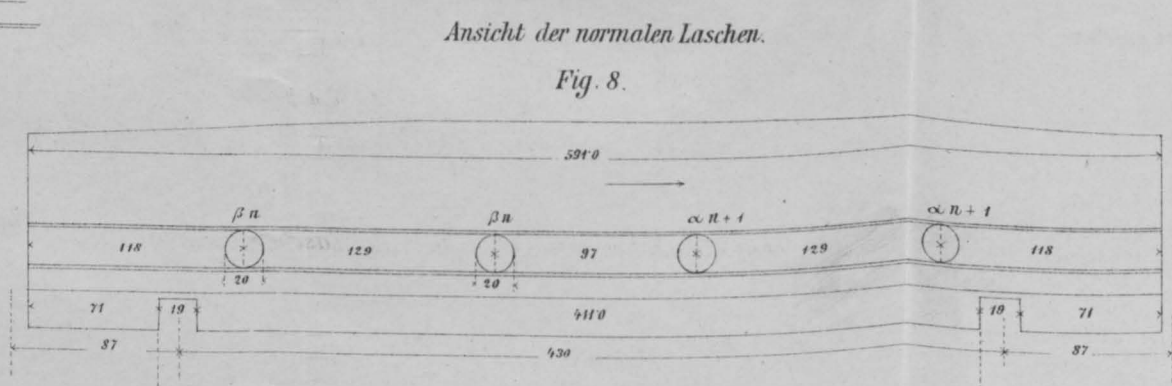 Ansicht der normalen Laschen.
Fig. 8.
591·0
β n β n α n + 1 α n + 1
118 129 97 129 118
20 20
71 19 411·0 19 71
87 430 87